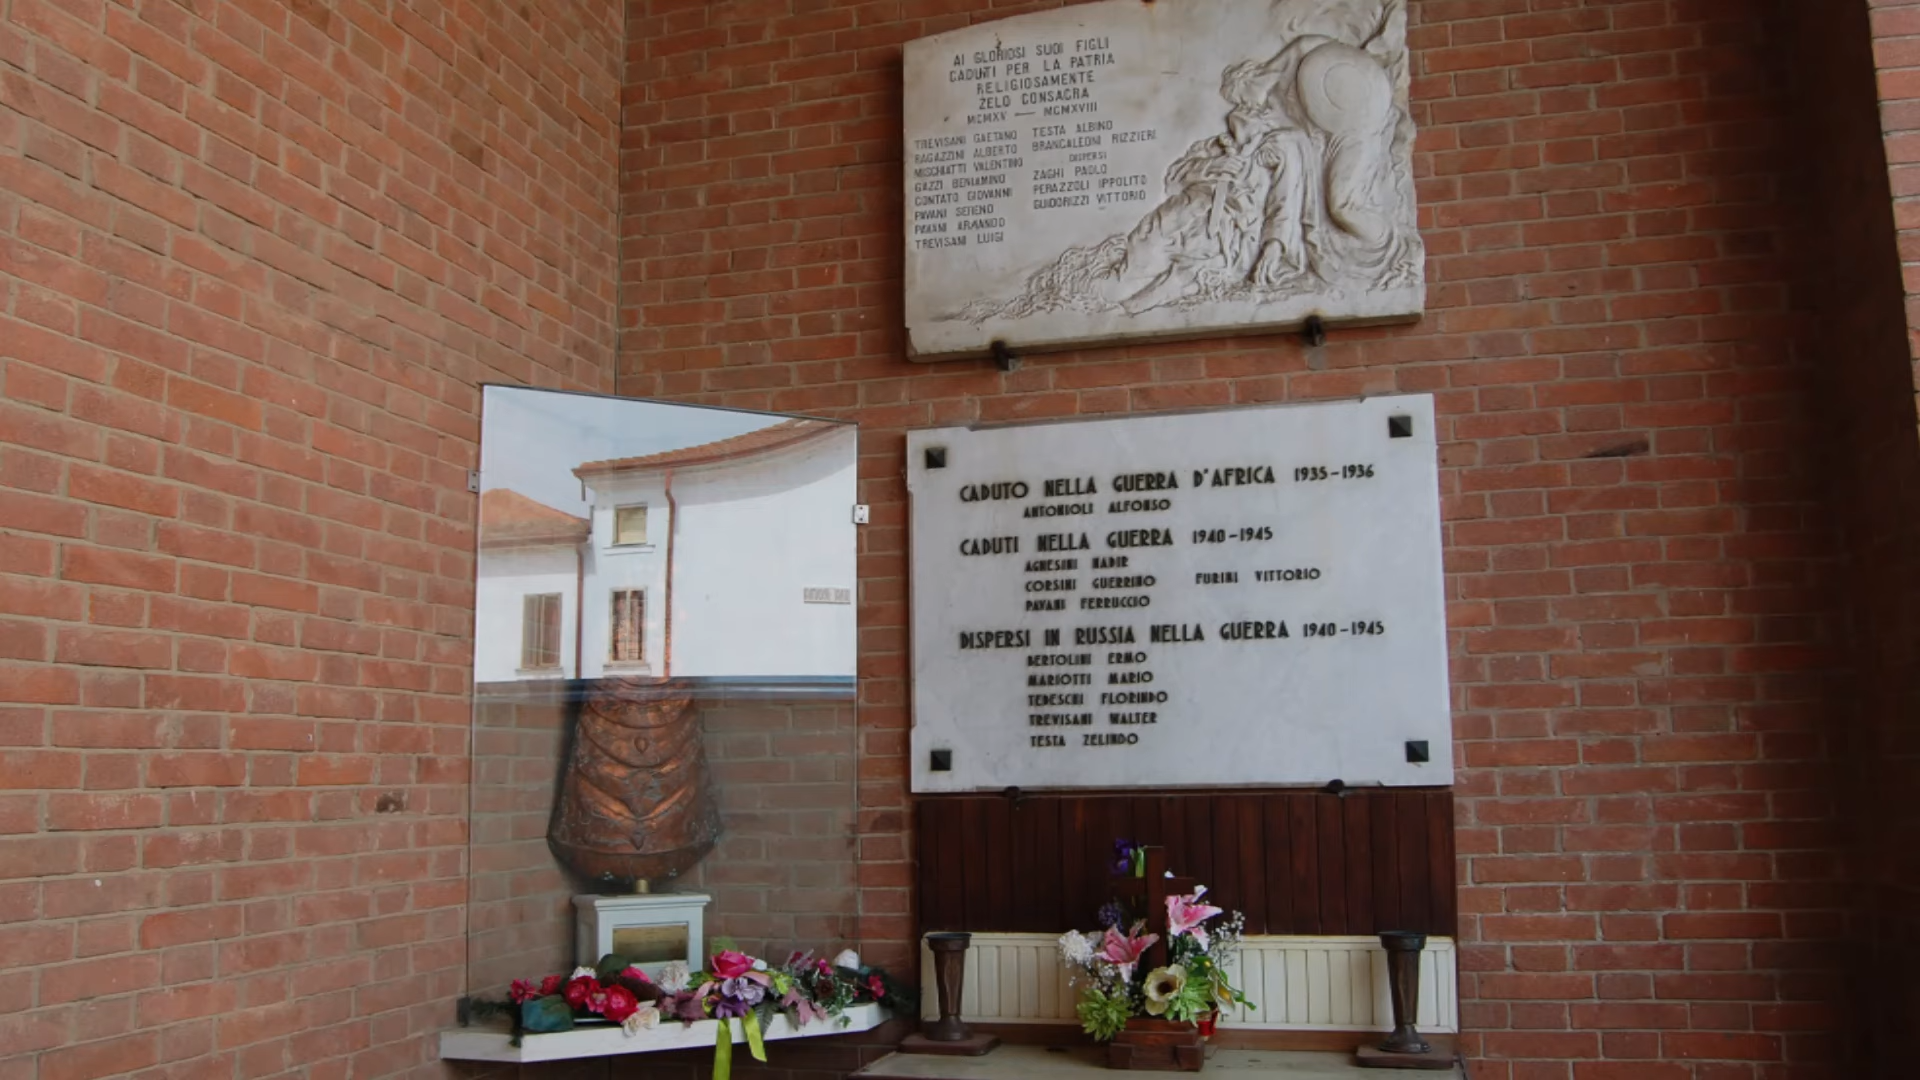 AI GLORIOSI SUOI FIGLI
CADUTI PER LA PATRIA
RELIGIOSAMENTE
ZELO CONSACRA
MCMXV — MCMXVIII
TREVISANI GAETANO
RAGAZZONI ALBERTO
MISCHIATTI VALENTINO
GAZZI BENIAMINO
CONTATO GIOVANNI
PAVANI SERENO
PAVANI ARMANDO
TREVISANI LUIGI
TESTA ALBINO
BRANCALEONI RIZZIERI
DISPERSI
ZAGHI PAOLO
PERAZZOLI IPPOLITO
GUIDORIZZI VITTORIO
CADUTO NELLA GUERRA D'AFRICA 1935-1936
ANTONIOLI ALFONSO
CADUTI NELLA GUERRA 1940-1945
AGNESINI NADIR
CORSINI GUERRINO FURINI VITTORIO
PAVANI FERRUCCIO
DISPERSI IN RUSSIA NELLA GUERRA 1940-1945
BERTOLINI ERMO
MARIOTTI MARIO
TEDESCHI FLORINDO
TREVISANI WALTER
TESTA ZELINDO